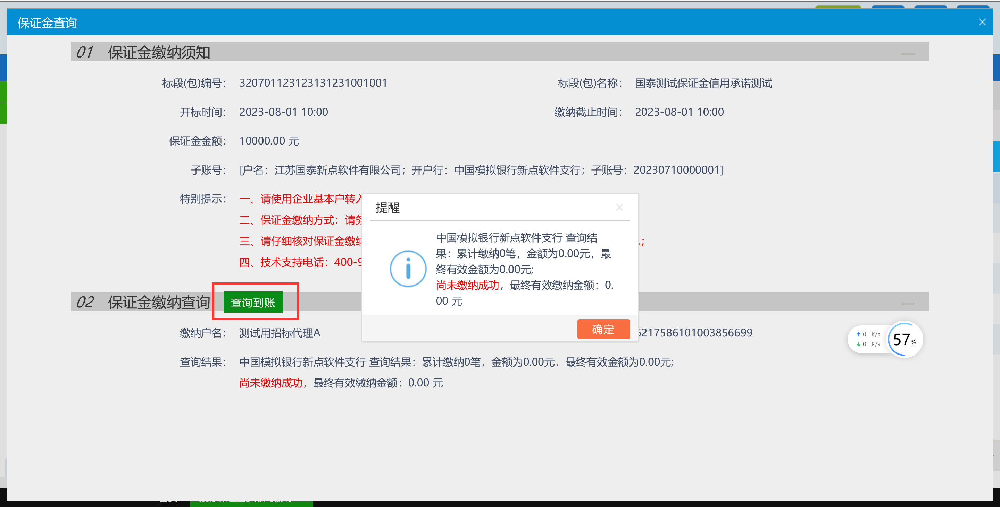 保证金查询
01 保证金缴纳须知
标段(包)编号： 320701123123131231001001 标段(包)名称： 国泰测试保证金信用承诺测试
开标时间： 2023-08-01 10:00 缴纳截止时间： 2023-08-01 10:00
保证金金额： 10000.00 元
子账号： [户名：江苏国泰新点软件有限公司；开户行：中国模拟银行新点软件支行；子账号：20230710000001]
特别提示： 一、请使用企业基本户转入
二、保证金缴纳方式：请务
三、请仔细核对保证金缴纳
四、技术支持电话：400-9
提醒
中国模拟银行新点软件支行 查询结
果：累计缴纳0笔，金额为0.00元，最
终有效金额为0.00元;
尚未缴纳成功，最终有效缴纳金额：0.
00 元
确定
02 保证金缴纳查询 查询到账
缴纳户名： 测试用招标代理A 6217586101003856699
查询结果： 中国模拟银行新点软件支行 查询结果：累计缴纳0笔，金额为0.00元，最终有效金额为0.00元;
尚未缴纳成功，最终有效缴纳金额：0.00 元
↑ 0 K/s
↓ 0 K/s
57%